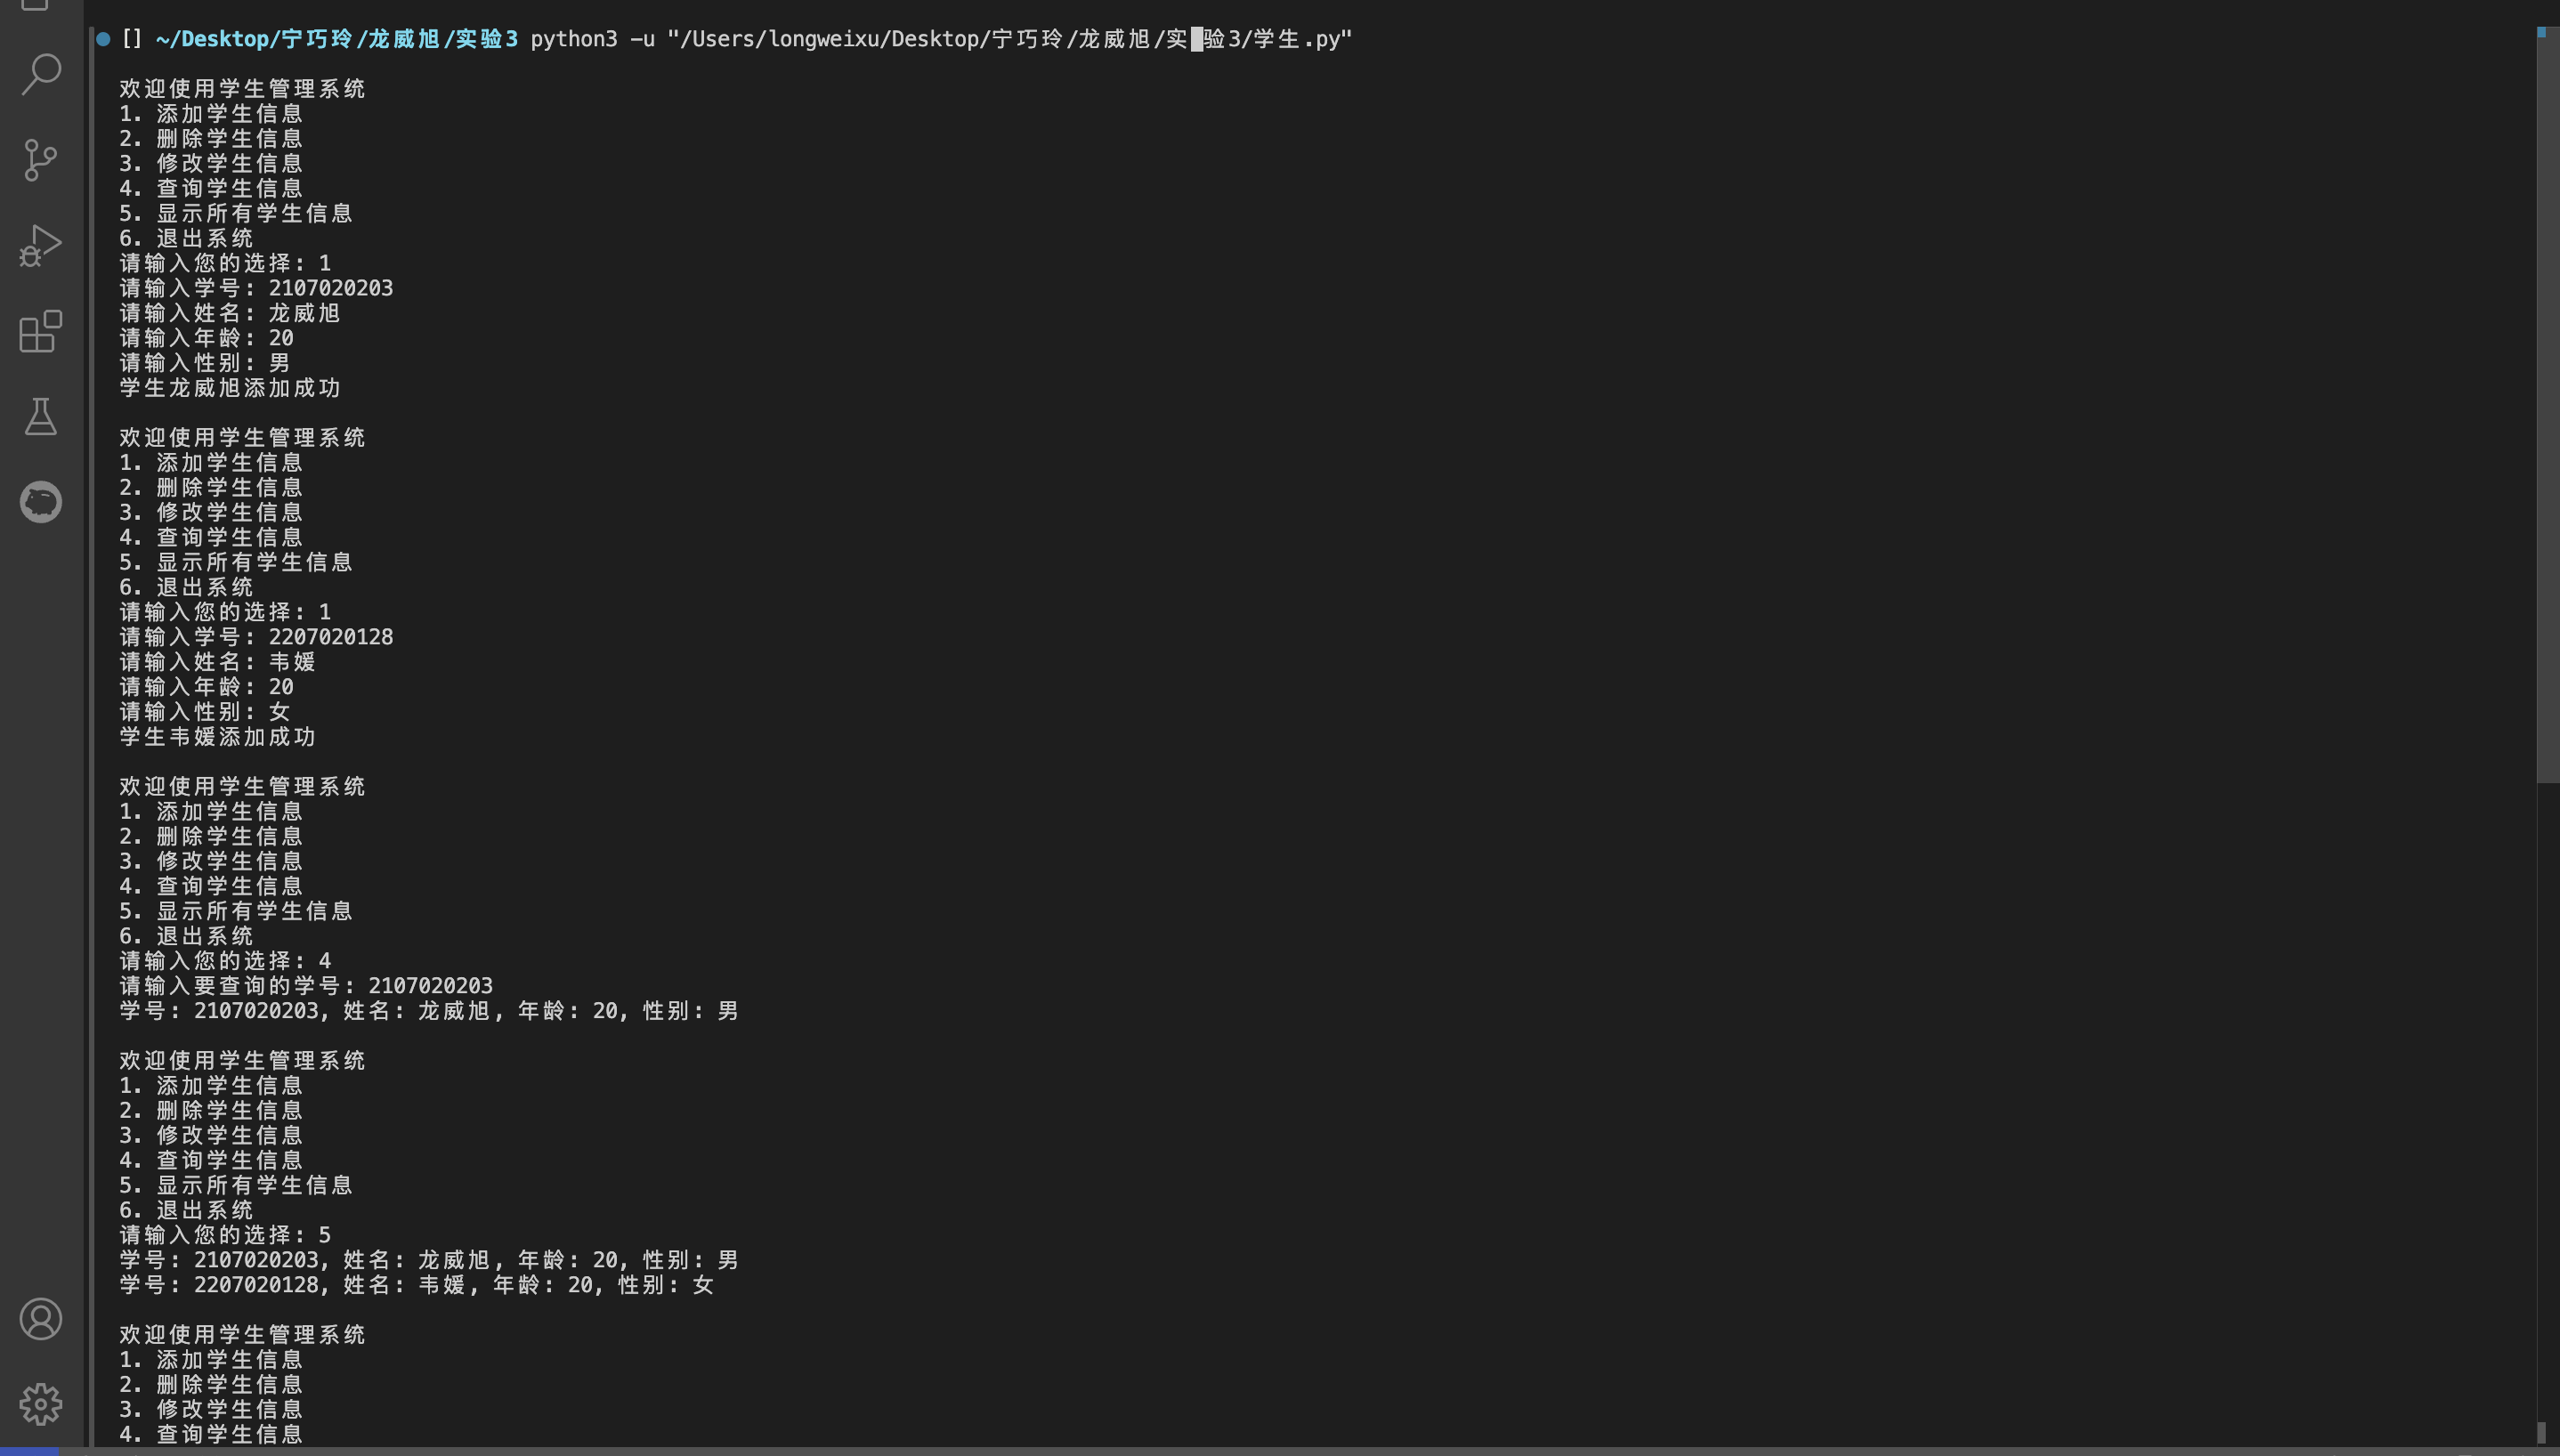 [] ~/Desktop/宁巧玲/龙威旭/实验3 python3 -u "/Users/longweixu/Desktop/宁巧玲/龙威旭/实验3/学生.py"
欢迎使用学生管理系统
1. 添加学生信息
2. 删除学生信息
3. 修改学生信息
4. 查询学生信息
5. 显示所有学生信息
6. 退出系统
请输入您的选择: 1
请输入学号: 2107020203
请输入姓名: 龙威旭
请输入年龄: 20
请输入性别: 男
学生龙威旭添加成功
欢迎使用学生管理系统
1. 添加学生信息
2. 删除学生信息
3. 修改学生信息
4. 查询学生信息
5. 显示所有学生信息
6. 退出系统
请输入您的选择: 1
请输入学号: 2207020128
请输入姓名: 韦媛
请输入年龄: 20
请输入性别: 女
学生韦媛添加成功
欢迎使用学生管理系统
1. 添加学生信息
2. 删除学生信息
3. 修改学生信息
4. 查询学生信息
5. 显示所有学生信息
6. 退出系统
请输入您的选择: 4
请输入要查询的学号: 2107020203
学号: 2107020203, 姓名: 龙威旭, 年龄: 20, 性别: 男
欢迎使用学生管理系统
1. 添加学生信息
2. 删除学生信息
3. 修改学生信息
4. 查询学生信息
5. 显示所有学生信息
6. 退出系统
请输入您的选择: 5
学号: 2107020203, 姓名: 龙威旭, 年龄: 20, 性别: 男
学号: 2207020128, 姓名: 韦媛, 年龄: 20, 性别: 女
欢迎使用学生管理系统
1. 添加学生信息
2. 删除学生信息
3. 修改学生信息
4. 查询学生信息